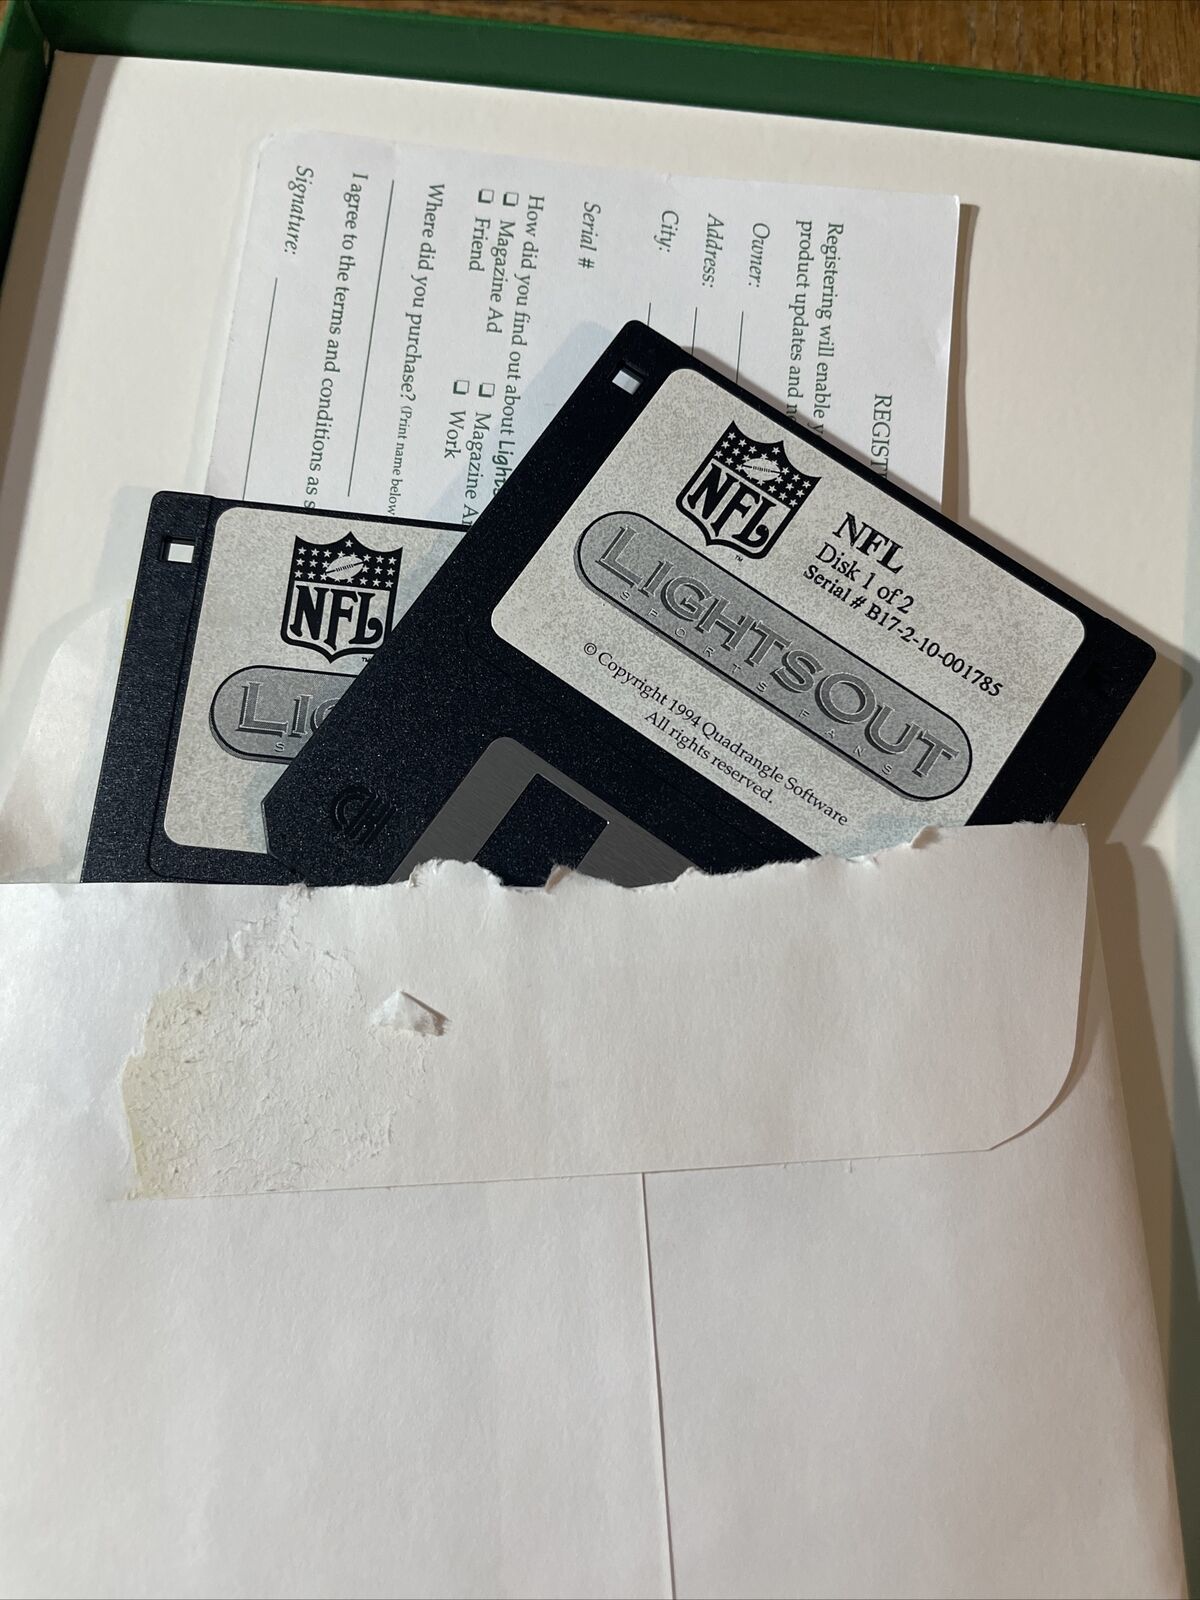 REGIST
Registering will enable
product updates and
Owner:
Address:
City:
Serial #
How did you find out about
❑ Magazine Ad ❑ Magazine
❑ Friend ❑ Work
Where did you purchase? (Print name below
I agree to the terms and conditions as
Signature:
NFL
NFL
Disk 1 of 2
Serial # B17-2-10-001785
LIGHTSOUT
SPORTS FANS
© Copyright 1994 Quadrangle Software
All rights reserved.
NFL
TM
LIG
S